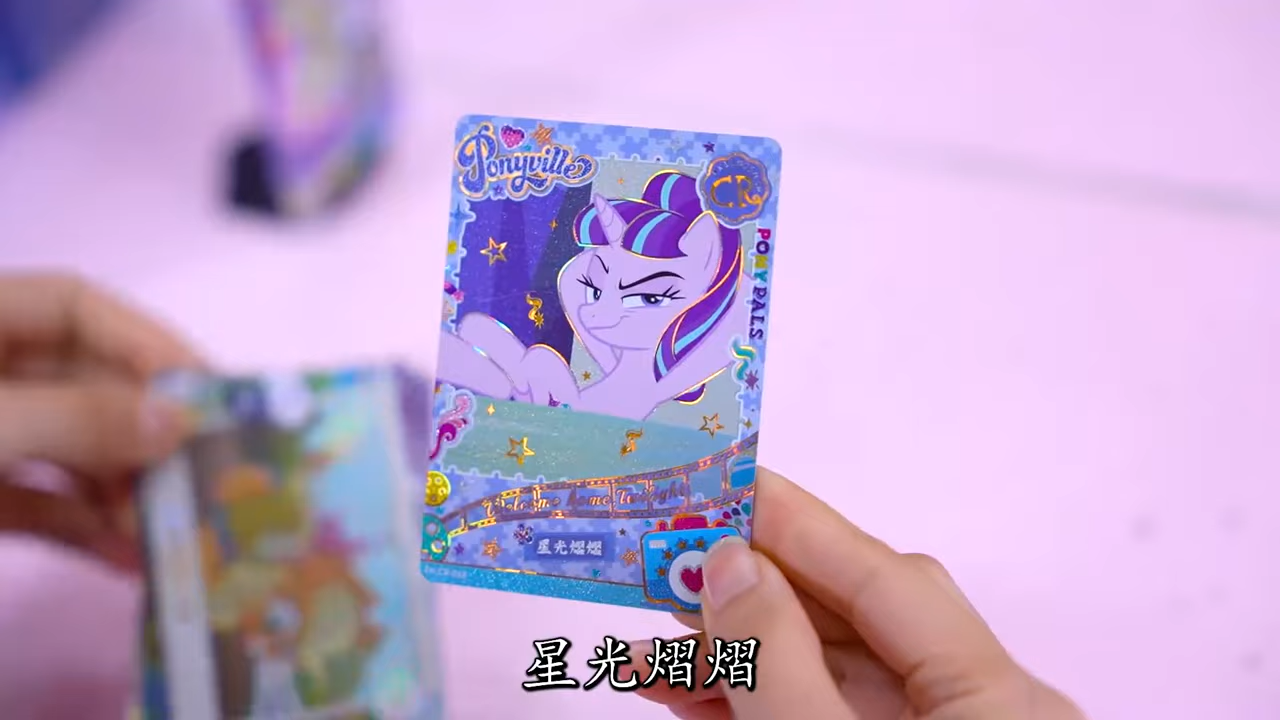 Ponyville
CR
PONY PALS
Welcome home Twilight
星光熠熠
星光熠熠